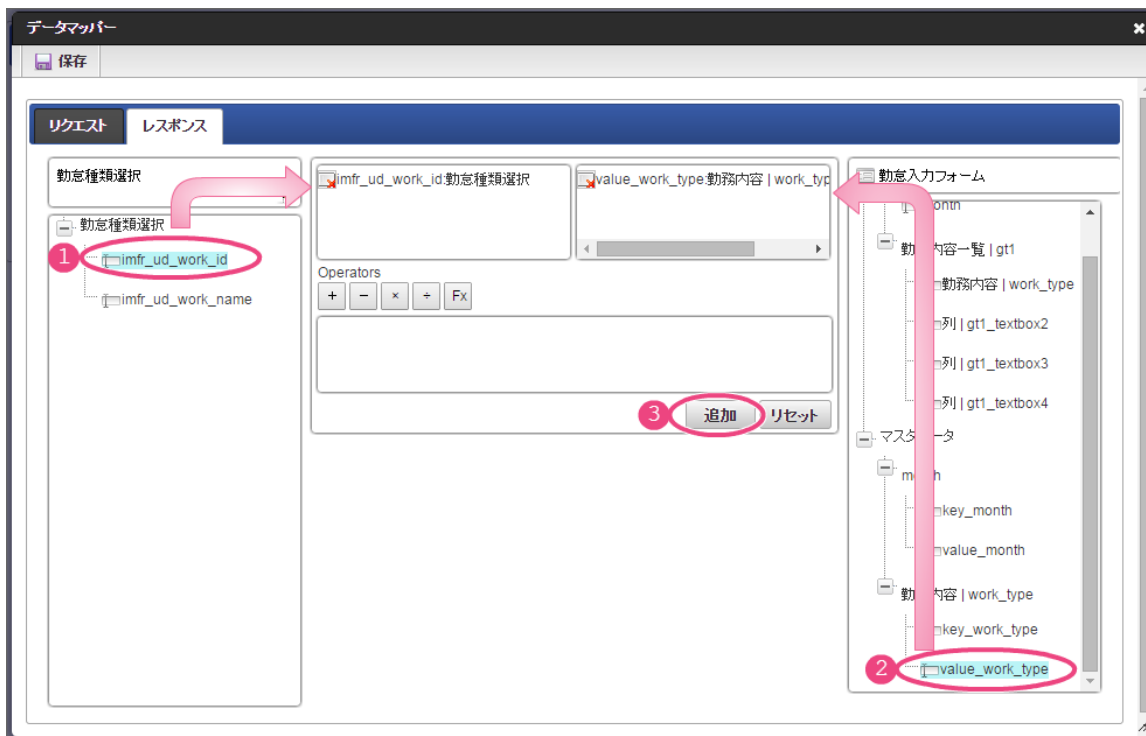 データマッパー
保存
リクエスト
レスポンス
勤怠種類選択
勤怠種類選択
1
imfr_ud_work_id
imfr_ud_work_name
imfr_ud_work_id:勤怠種類選択
value_work_type:勤務内容 | work_typ
Operators
+ − × ÷ Fx
3
追加
リセット
勤怠入力フォーム
month
勤 内容一覧 | gt1
勤務内容 | work_type
列 | gt1_textbox2
列 | gt1_textbox3
列 | gt1_textbox4
マス ータ
m h
key_month
value_month
勤 内容 | work_type
key_work_type
2
value_work_type